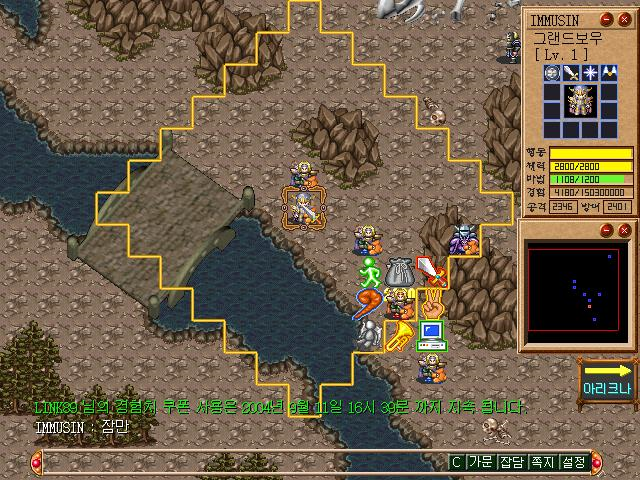 IMMUSIN
그랜드보우
[ Lv. 1 ]
행동
체력 2800/2800
마법 1108/1200
경험 4180/150300000
공격 2346 방어 2401
아리크나
LINK89 님의 경험치 쿠폰 사용은 2004년 9월 11일 16시 39분 까지 지속 됩니다.
IMMUSIN : 잠만
C 가문 잡담 쪽지 설정